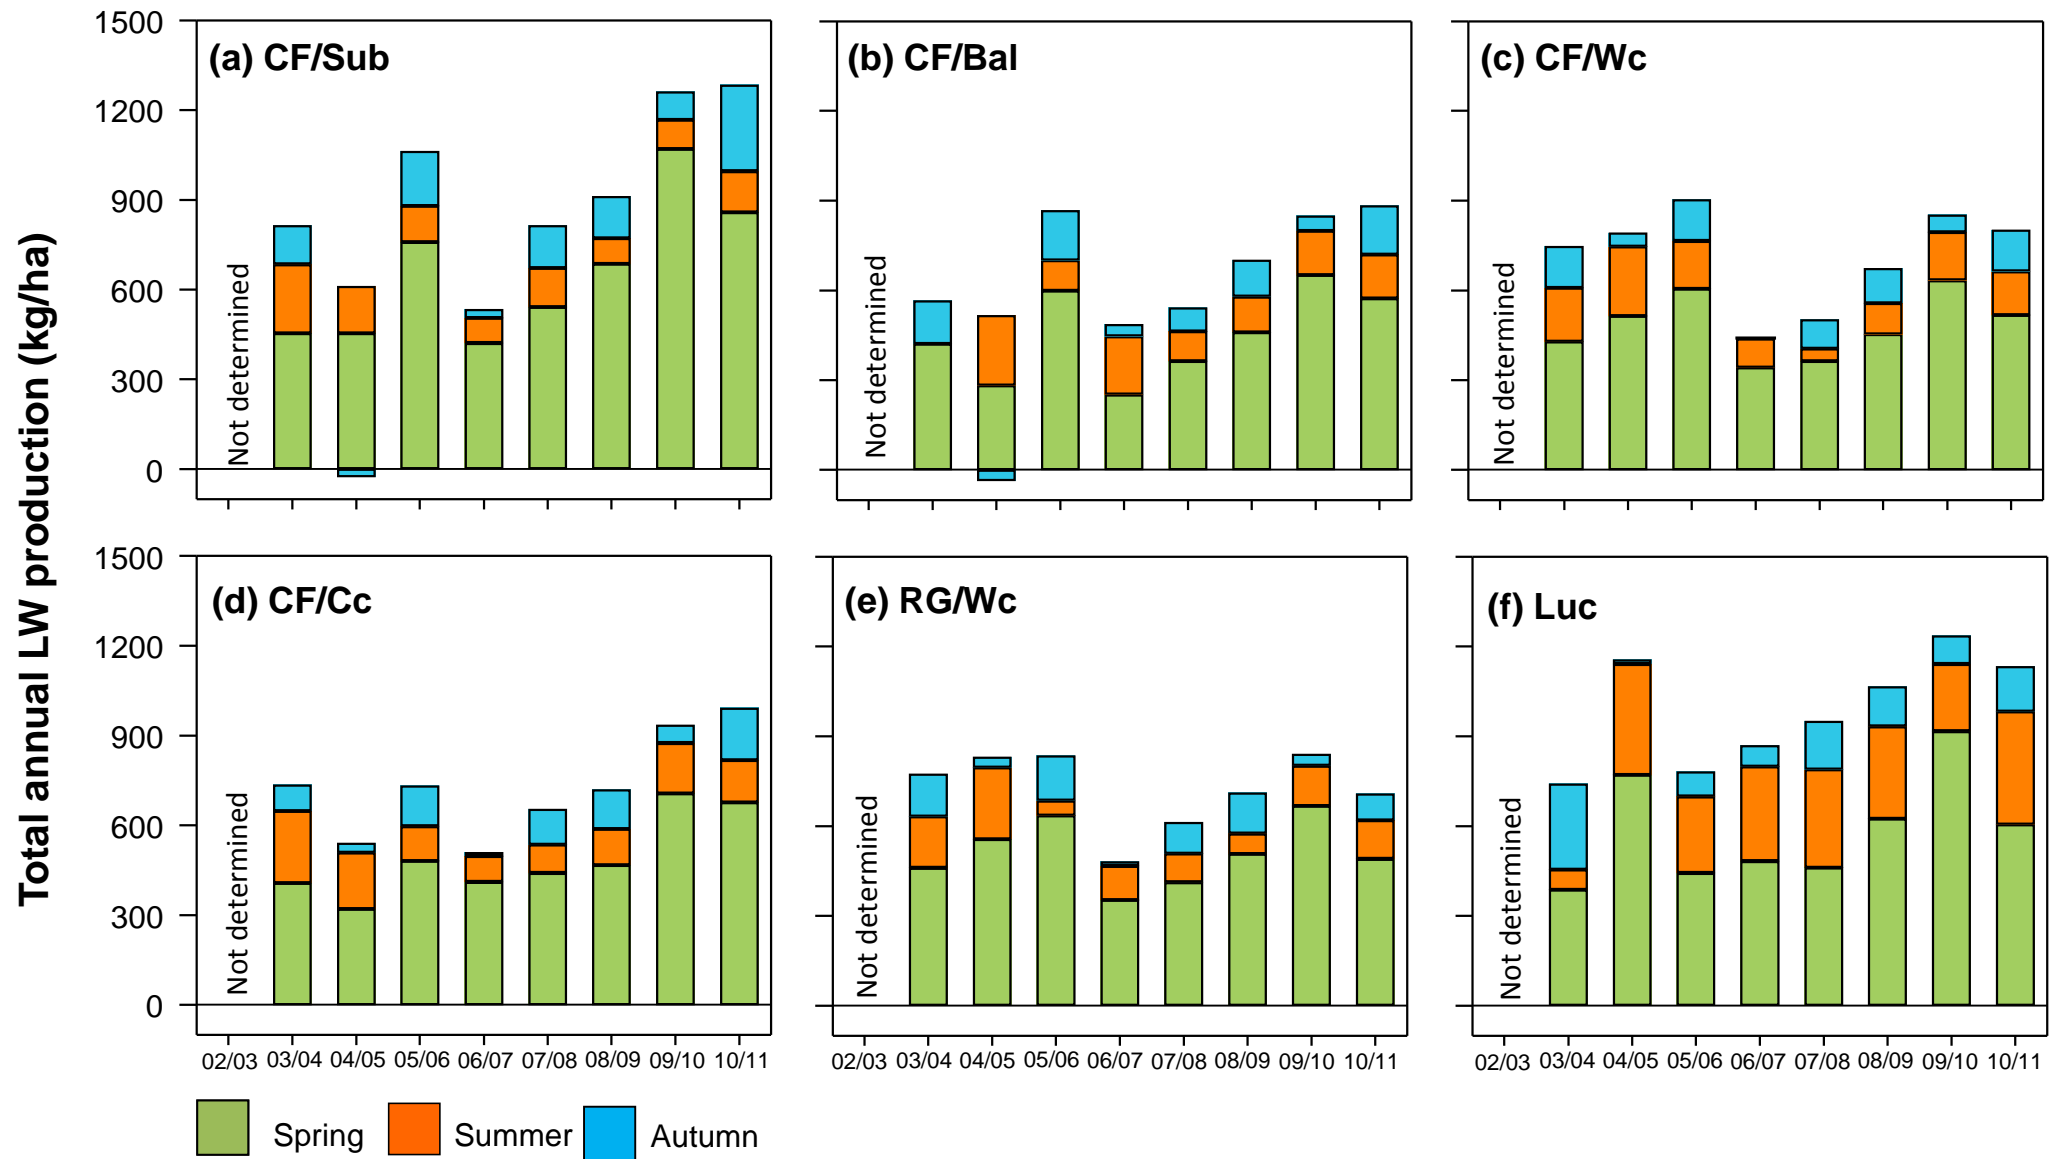 Total annual LW production (kg/ha)
1500
1200
900
600
300
0
(a) CF/Sub
Not determined
(b) CF/Bal
Not determined
(c) CF/Wc
Not determined
1500
1200
900
600
300
0
(d) CF/Cc
Not determined
(e) RG/Wc
Not determined
(f) Luc
Not determined
02/03 03/04 04/05 05/06 06/07 07/08 08/09 09/10 10/11
02/03 03/04 04/05 05/06 06/07 07/08 08/09 09/10 10/11
02/03 03/04 04/05 05/06 06/07 07/08 08/09 09/10 10/11
Spring Summer Autumn